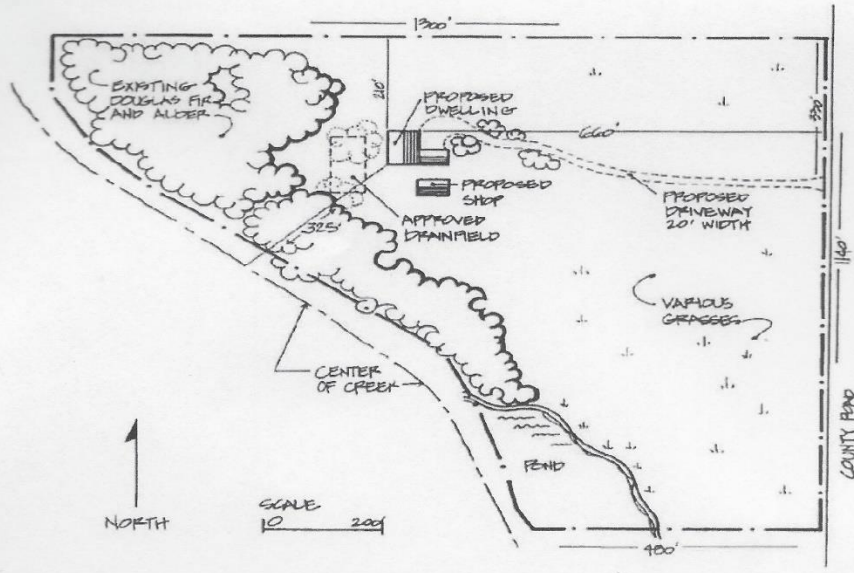 1300'
EXISTING
DOUGLAS FIR
AND ALDER
210'
PROPOSED
DWELLING
660'
330'
PROPOSED
SHOP
PROPOSED
DRIVEWAY
20' WIDTH
APPROVED
DRAINFIELD
325'
1140'
VARIOUS
GRASSES
CENTER
OF CREEK
COUNTY ROAD
POND
NORTH
SCALE
0 200'
480'